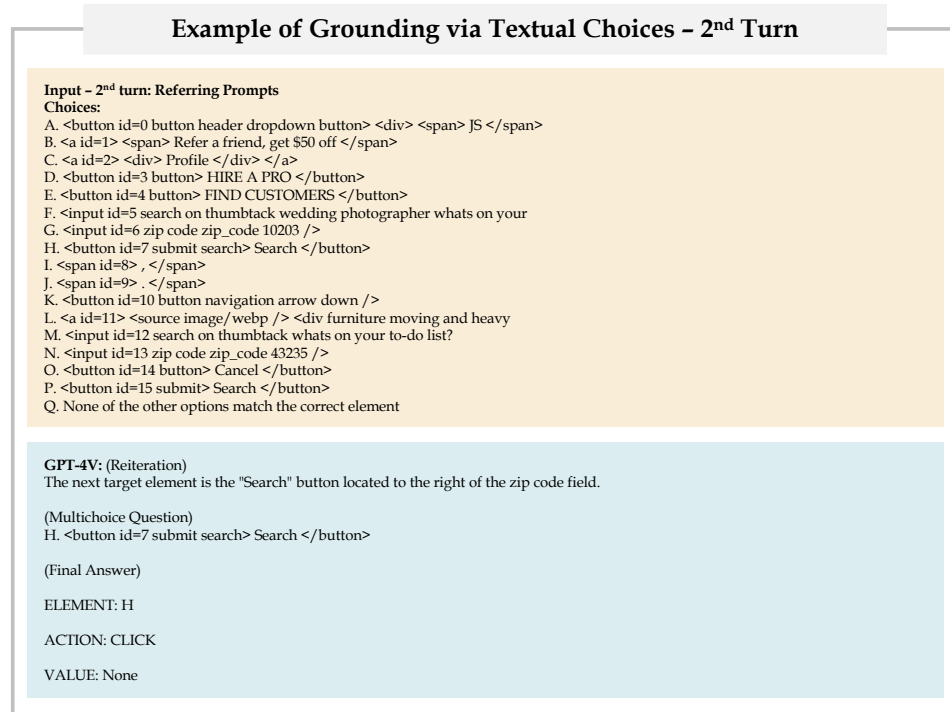 Example of Grounding via Textual Choices – 2nd Turn
Input – 2nd turn: Referring Prompts
Choices:
A. <button id=0 button header dropdown button> <div> <span> JS </span>
B. <a id=1> <span> Refer a friend, get $50 off </span>
C. <a id=2> <div> Profile </div> </a>
D. <button id=3 button> HIRE A PRO </button>
E. <button id=4 button> FIND CUSTOMERS </button>
F. <input id=5 search on thumbtack wedding photographer whats on your
G. <input id=6 zip code zip_code 10203 />
H. <button id=7 submit search> Search </button>
I. <span id=8> , </span>
J. <span id=9> . </span>
K. <button id=10 button navigation arrow down />
L. <a id=11> <source image/webp /> <div furniture moving and heavy
M. <input id=12 search on thumbtack whats on your to-do list?
N. <input id=13 zip code zip_code 43235 />
O. <button id=14 button> Cancel </button>
P. <button id=15 submit> Search </button>
Q. None of the other options match the correct element
GPT-4V: (Reiteration)
The next target element is the "Search" button located to the right of the zip code field.
(Multichoice Question)
H. <button id=7 submit search> Search </button>
(Final Answer)
ELEMENT: H
ACTION: CLICK
VALUE: None